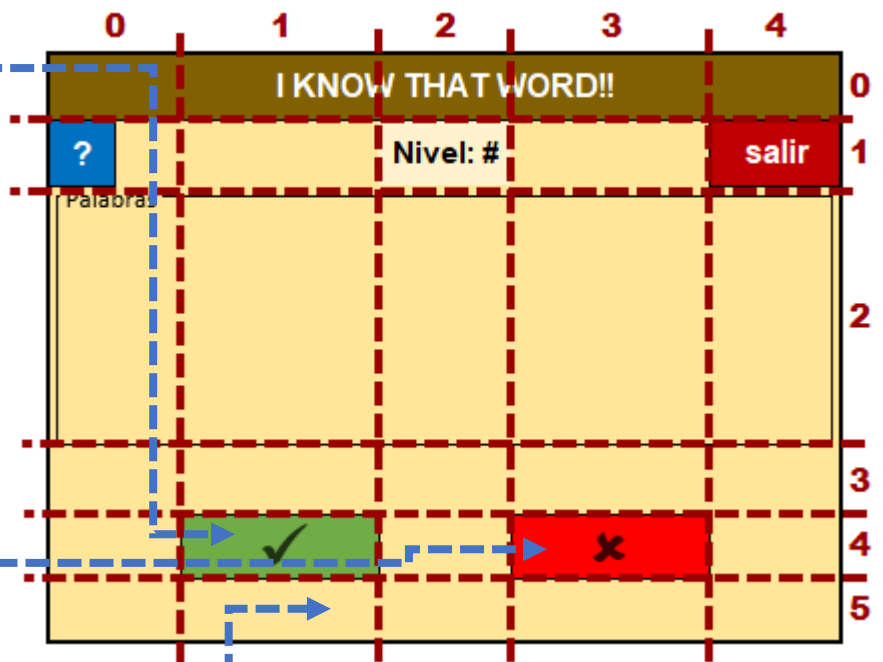 0 1 2 3 4
I KNOW THAT WORD!! 0
? Nivel: # salir 1
Palabras
2
3
4
5